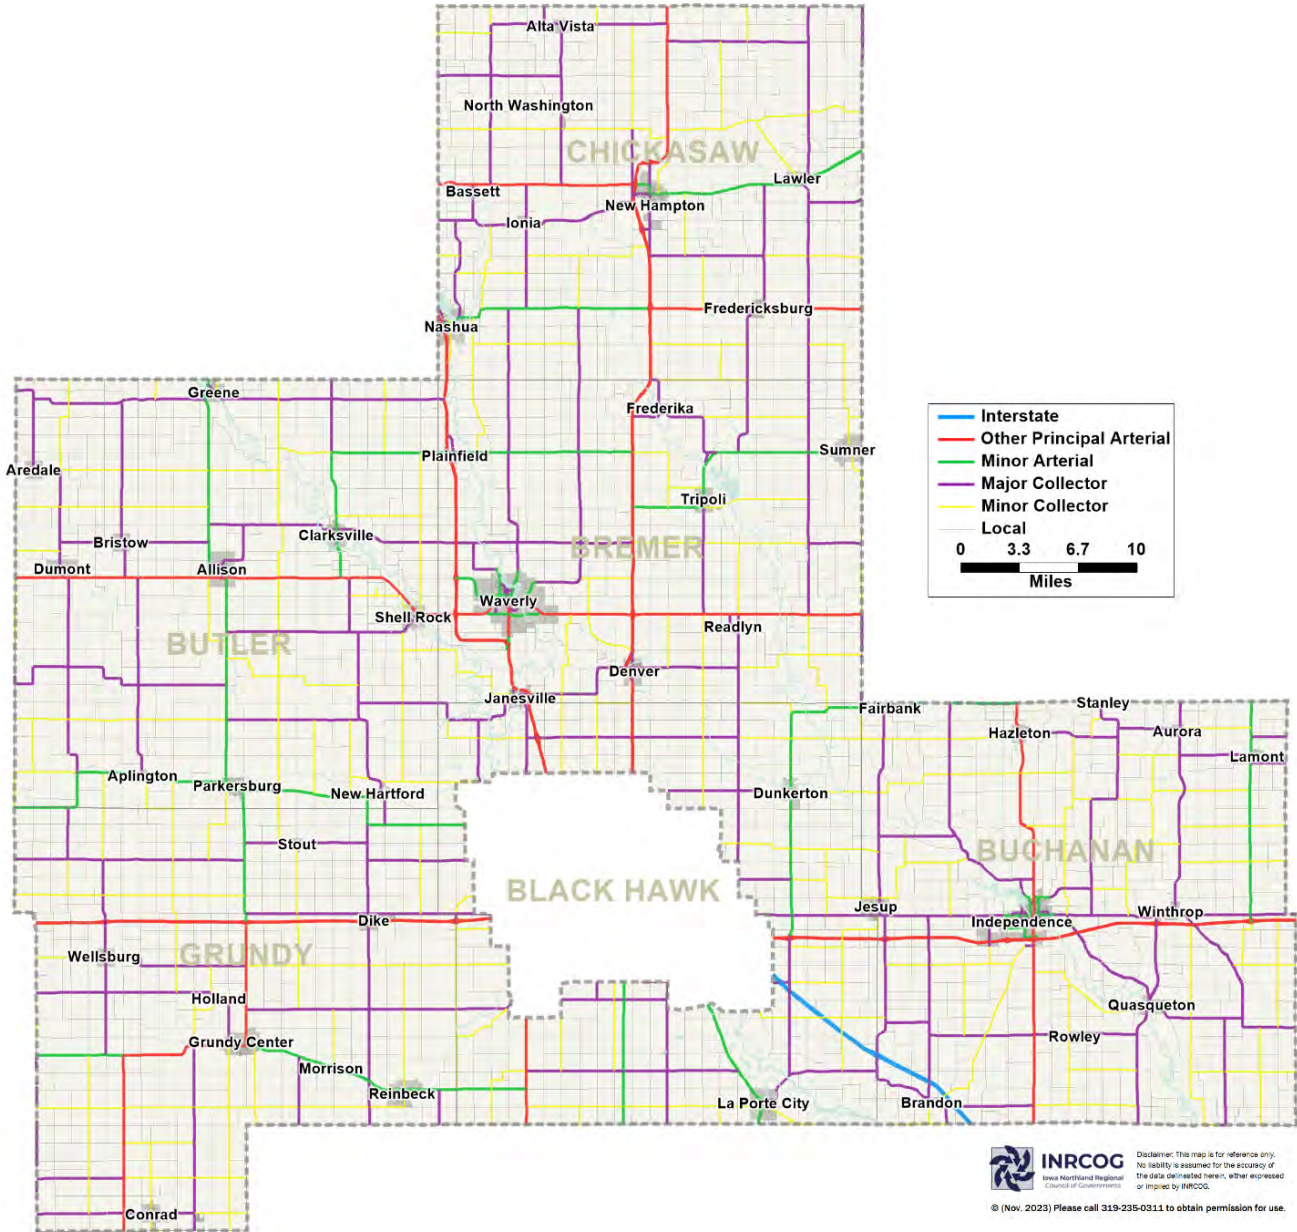 Alta Vista
North Washington
CHICKASAW
Lawler
Bassett
New Hampton
Ionia
Fredericksburg
Nashua
Greene
Frederika
Interstate
Other Principal Arterial
Minor Arterial
Major Collector
Minor Collector
Local
0 3.3 6.7 10
Miles
Plainfield
Sumner
Aredale
Tripoli
Clarksville
Bristow
BREMER
Dumont
Allison
Waverly
Shell Rock
Readlyn
BUTLER
Denver
Janesville
Fairbank
Stanley
Hazleton
Aurora
Lamont
Aplington
Parkersburg
New Hartford
Dunkerton
Stout
BUCHANAN
BLACK HAWK
Jesup
Winthrop
Dike
Independence
GRUNDY
Wellsburg
Holland
Quasqueton
Grundy Center
Rowley
Morrison
Reinbeck
La Porte City
Brandon
Conrad
INRCOG
Iowa Northland Regional
Council of Governments
Disclaimer: This map is for reference only.
No liability is assumed for the accuracy of
the data delineated herein, either expressed
or implied by INRCOG.
© (Nov. 2023) Please call 319-235-0311 to obtain permission for use.